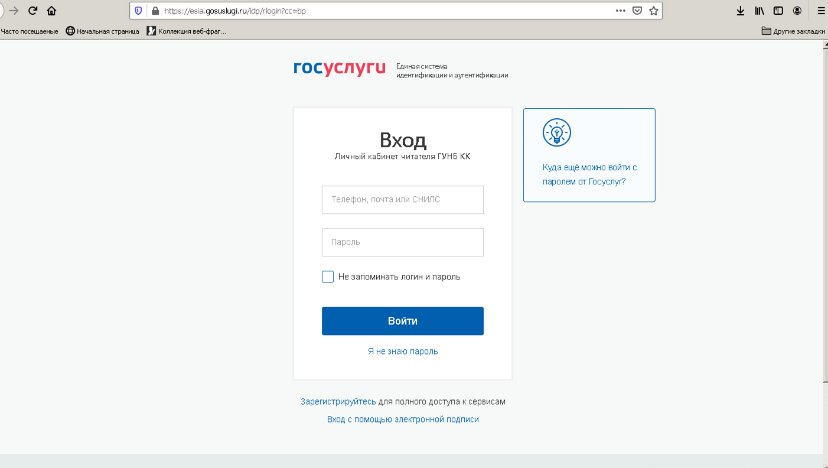 https://esia.gosuslugi.ru/idp/rlogin?cc=bp
Часто посещаемые
Начальная страница
Коллекция веб-фраг...
Другие закладки
госуслуги
Единая система
идентификации и аутентификации
Вход
Личный кабинет читателя ГУНБ КК
Телефон, почта или СНИЛС
Пароль
Не запоминать логин и пароль
Войти
Я не знаю пароль
Куда ещё можно войти с
паролем от Госуслуг?
Зарегистрируйтесь для полного доступа к сервисам
Вход с помощью электронной подписи